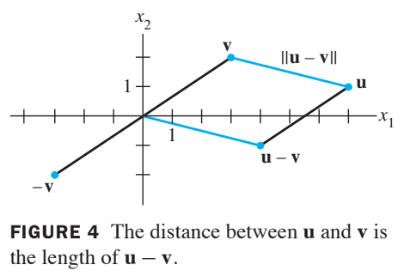 x₂
v
||u – v||
1
u
x₁
1
u – v
–v
FIGURE 4 The distance between u and v is
the length of u – v.